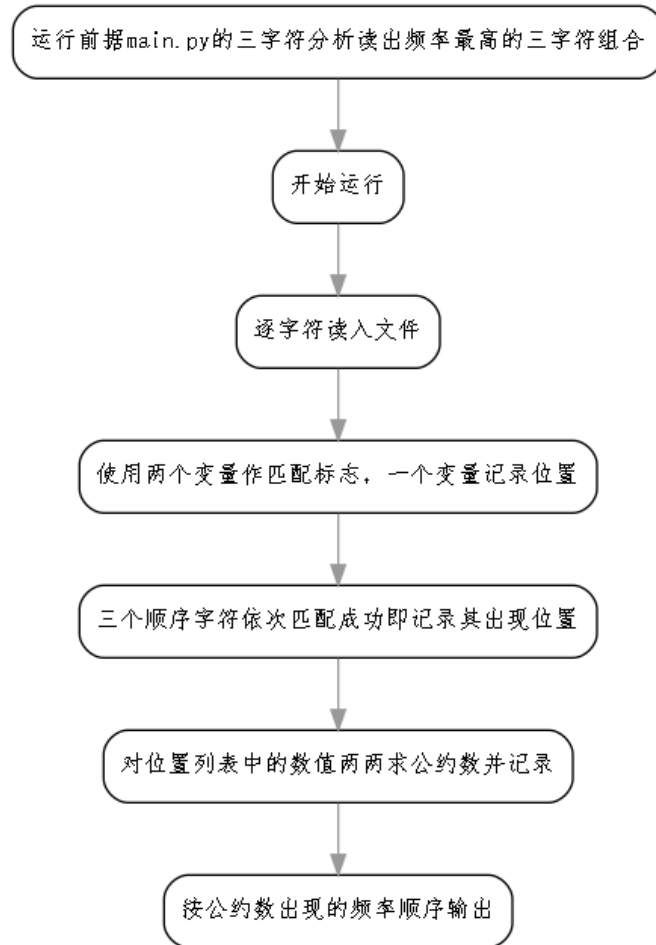 运行前据main.py的三字符分析读出频率最高的三字符组合
开始运行
逐字符读入文件
使用两个变量作匹配标志，一个变量记录位置
三个顺序字符依次匹配成功即记录其出现位置
对位置列表中的数值两两求公约数并记录
按公约数出现的频率顺序输出